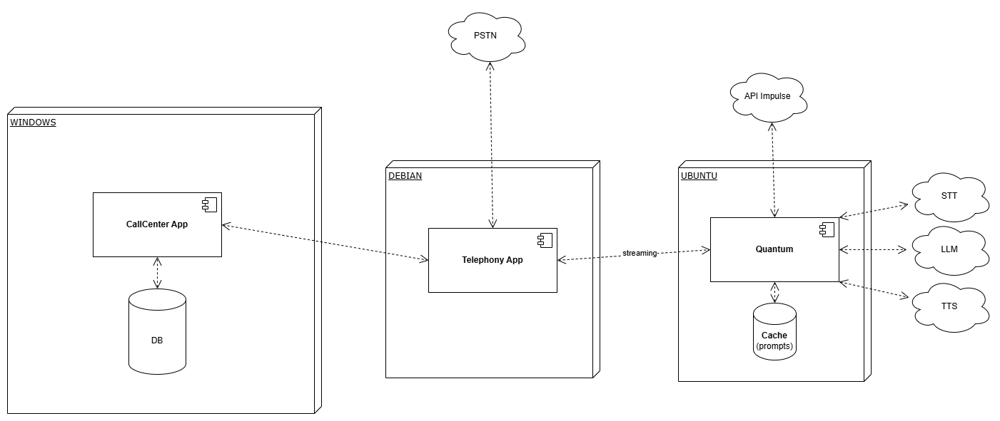 PSTN
API Impulse
WINDOWS
CallCenter App
DB
DEBIAN
Telephony App
streaming
UBUNTU
Quantum
Cache
(prompts)
STT
LLM
TTS